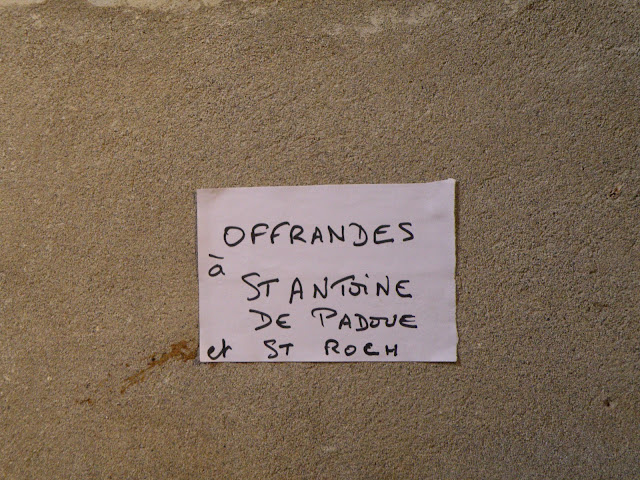 OFFRANDES
à
ST ANTOINE
DE PADOUE
et ST ROCH